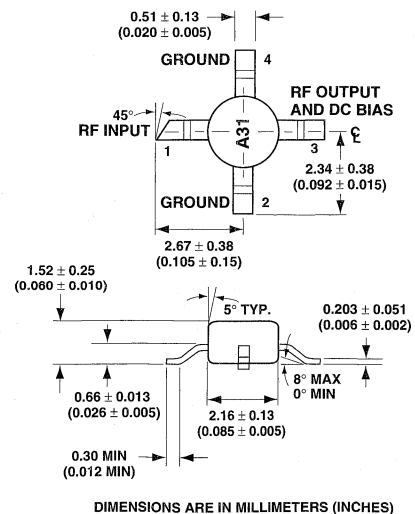 0.51 ± 0.13
(0.020 ± 0.005)
GROUND
4
RF OUTPUT
AND DC BIAS
45°
RF INPUT
1
A31
3
℄
2.34 ± 0.38
(0.092 ± 0.015)
GROUND
2
2.67 ± 0.38
(0.105 ± 0.15)
1.52 ± 0.25
(0.060 ± 0.010)
5° TYP.
0.203 ± 0.051
(0.006 ± 0.002)
0.66 ± 0.013
(0.026 ± 0.005)
8° MAX
0° MIN
2.16 ± 0.13
(0.085 ± 0.005)
0.30 MIN
(0.012 MIN)
DIMENSIONS ARE IN MILLIMETERS (INCHES)